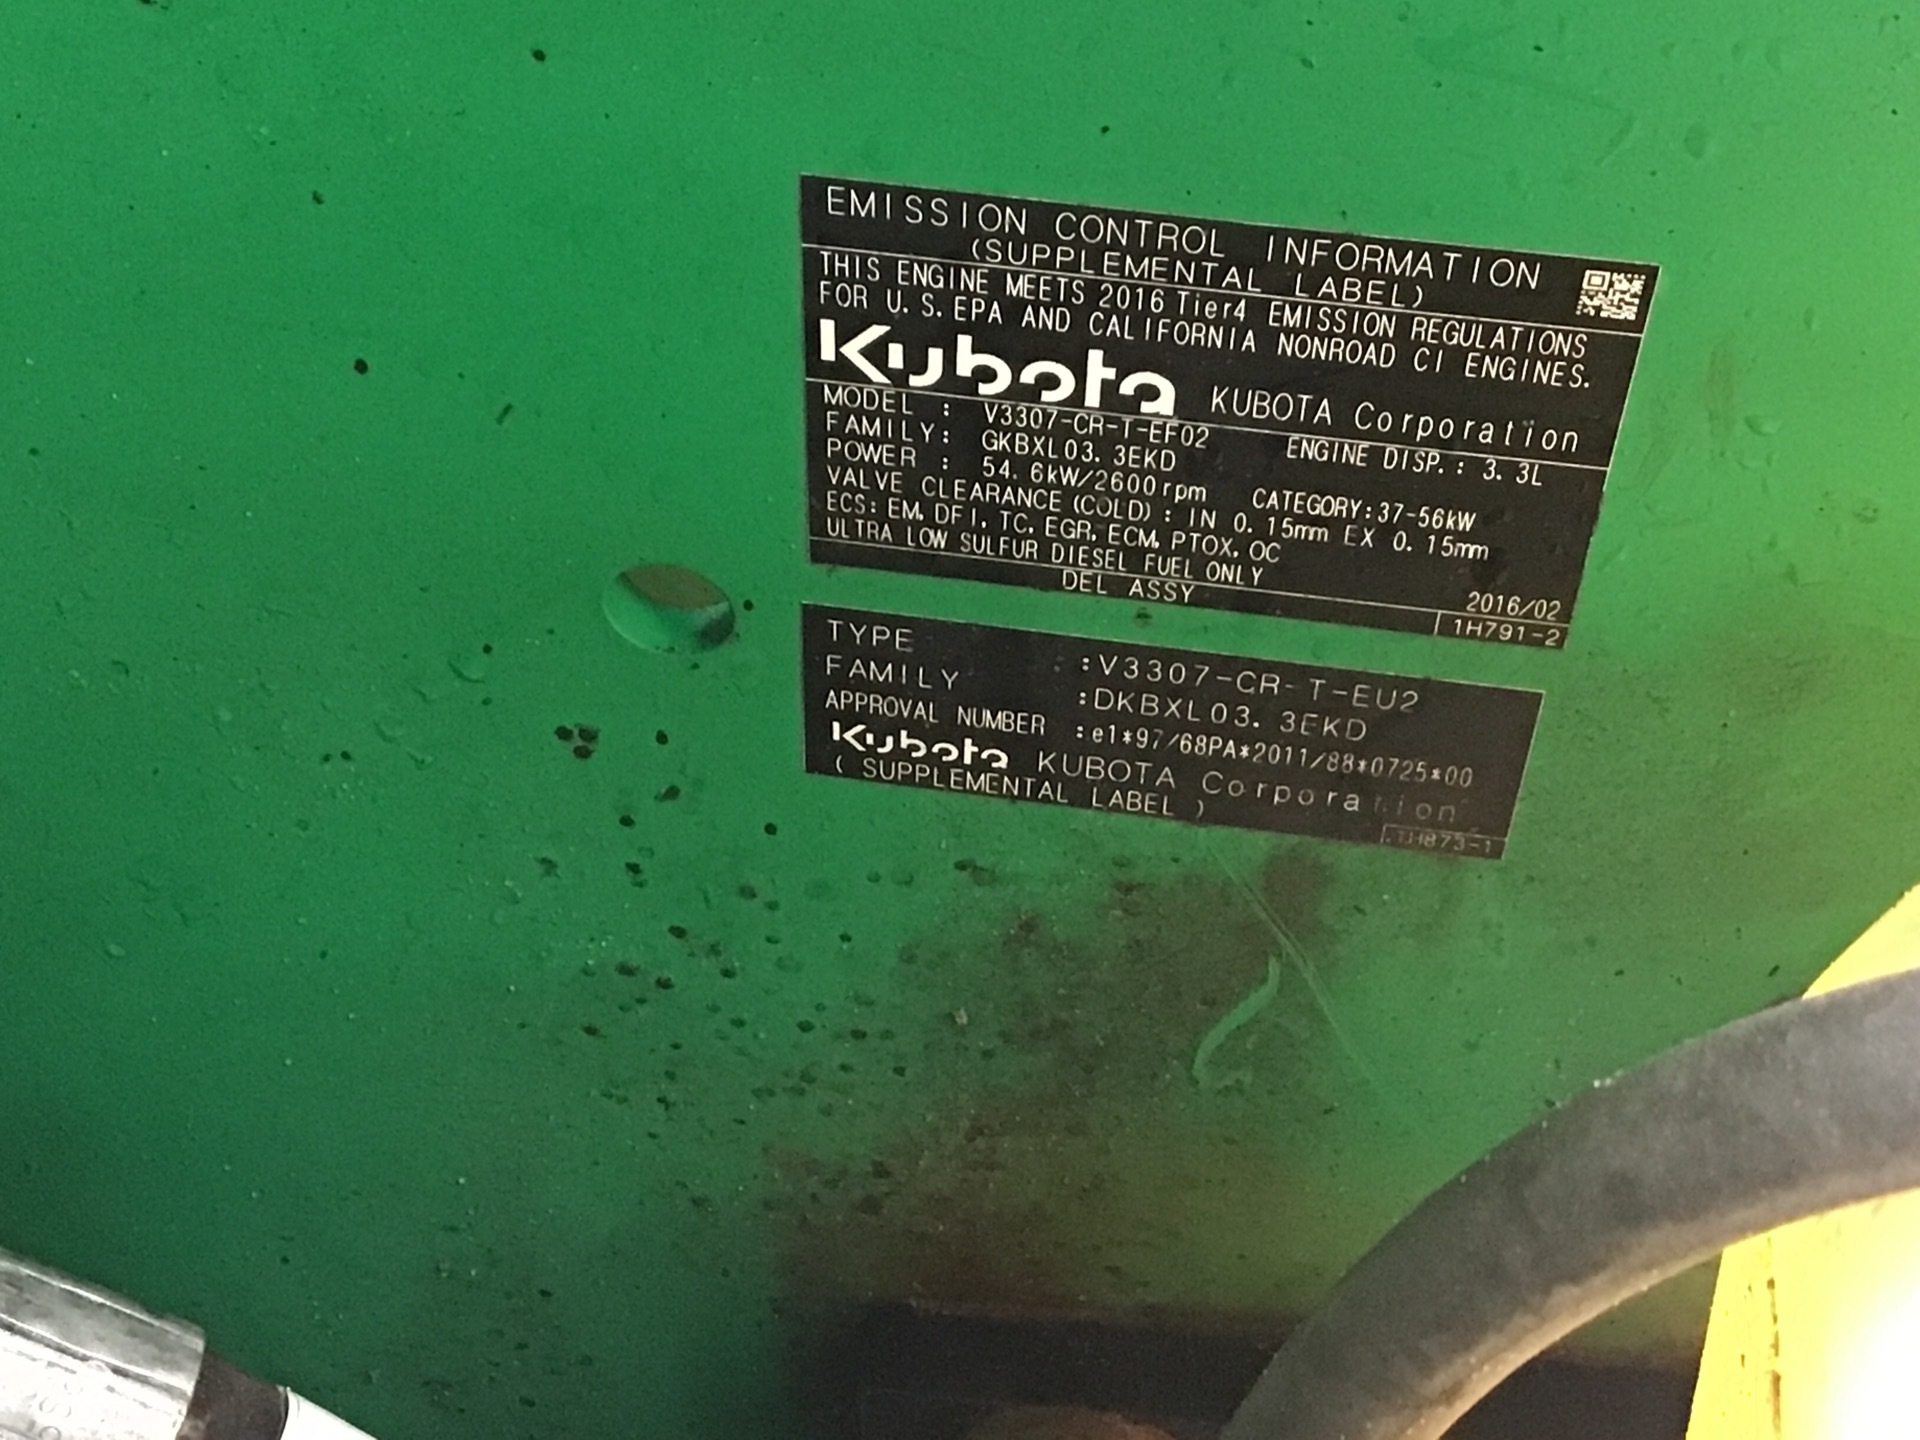 EMISSION CONTROL INFORMATION
(SUPPLEMENTAL LABEL)
THIS ENGINE MEETS 2016 Tier4 EMISSION REGULATIONS
FOR U.S.EPA AND CALIFORNIA NONROAD CI ENGINES.
Kubota KUBOTA Corporation
MODEL : V3307-CR-T-EF02 ENGINE DISP.: 3.3L
FAMILY: GKBXL03.3EKD
POWER : 54.6kW/2600rpm CATEGORY:37-56kW
VALVE CLEARANCE (COLD) : IN 0.15mm EX 0.15mm
ECS: EM, DFI, TC, EGR, ECM, PTOX, OC
ULTRA LOW SULFUR DIESEL FUEL ONLY
2016/02
DEL ASSY
1H791-2
TYPE :V3307-CR-T-EU2
FAMILY :DKBXL03.3EKD
APPROVAL NUMBER :e1*97/68PA*2011/88*0725*00
Kubota KUBOTA Corporation
( SUPPLEMENTAL LABEL )
1H873-1